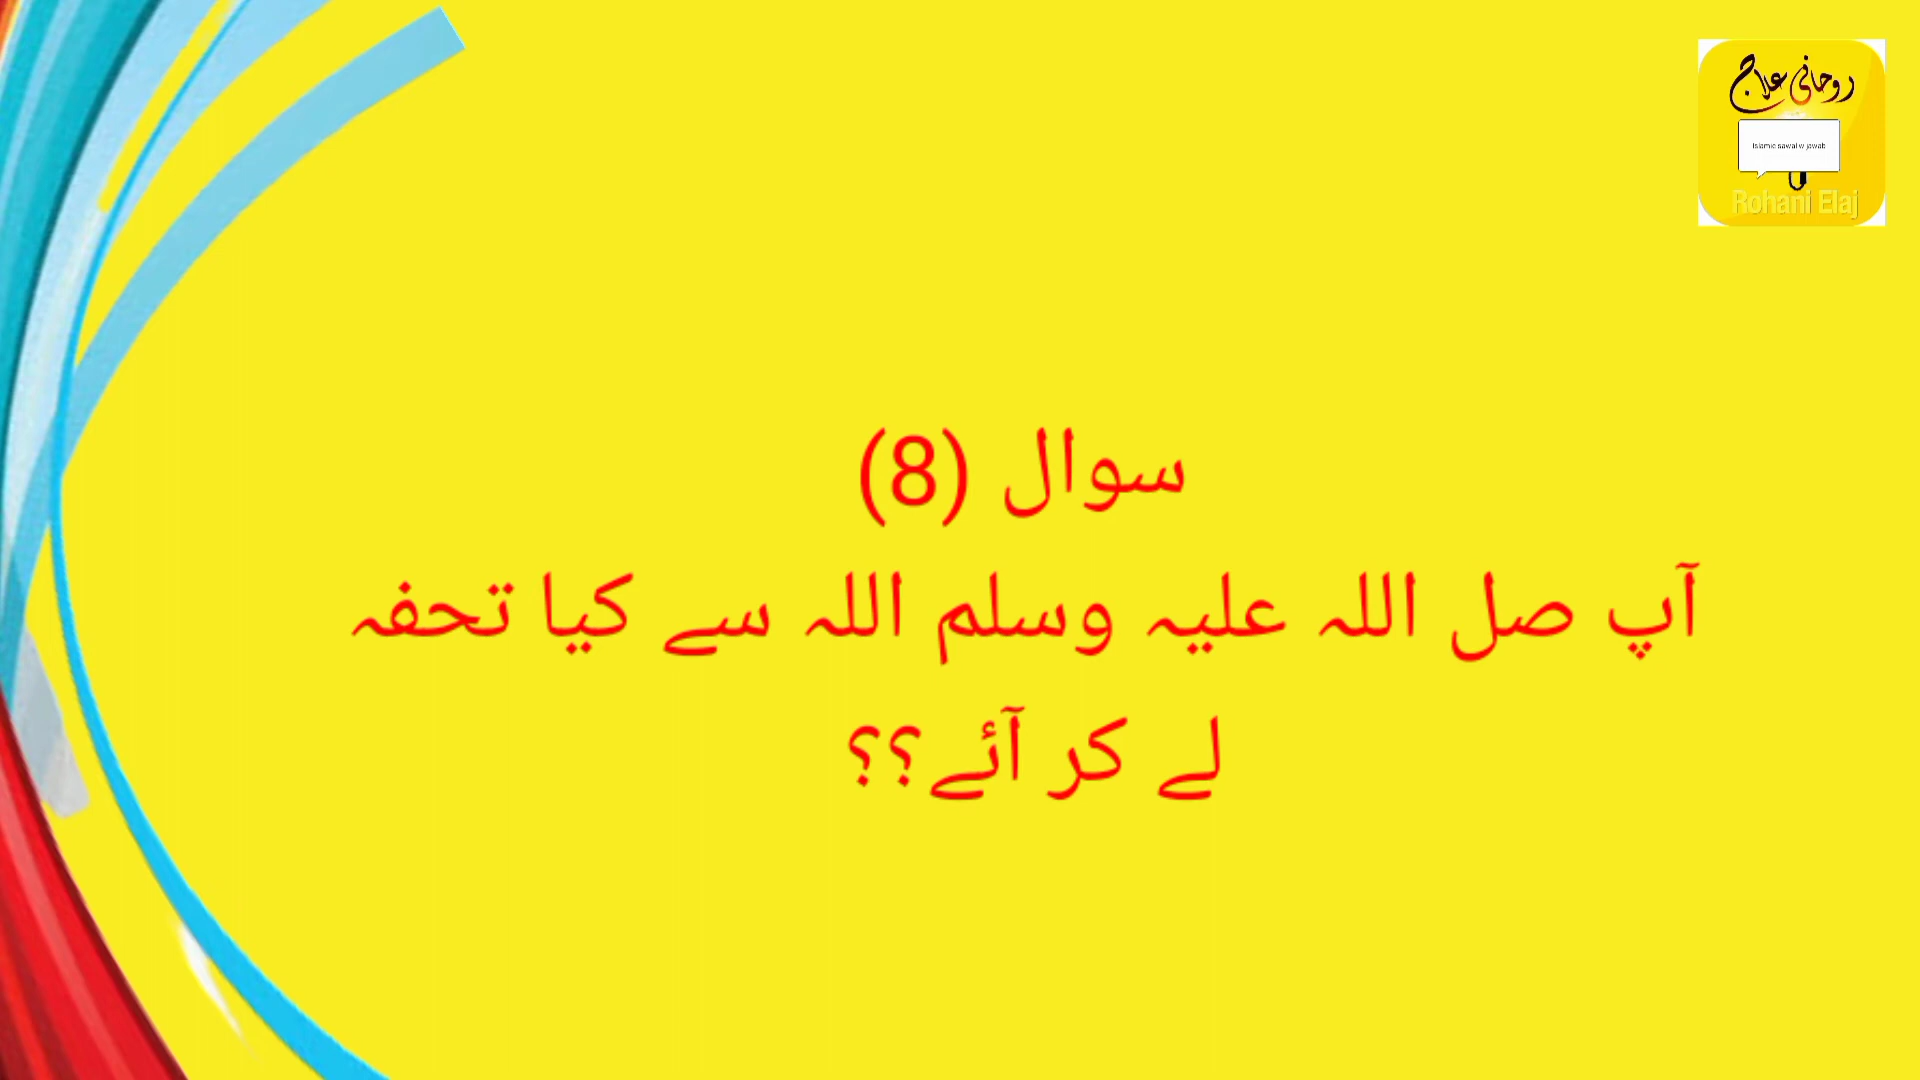 روحانی علاج
Islamic sawal w jawab
Rohani Elaj
سوال (8)
آپ صل اللہ علیہ وسلم اللہ سے کیا تحفہ
لے کر آئے؟؟